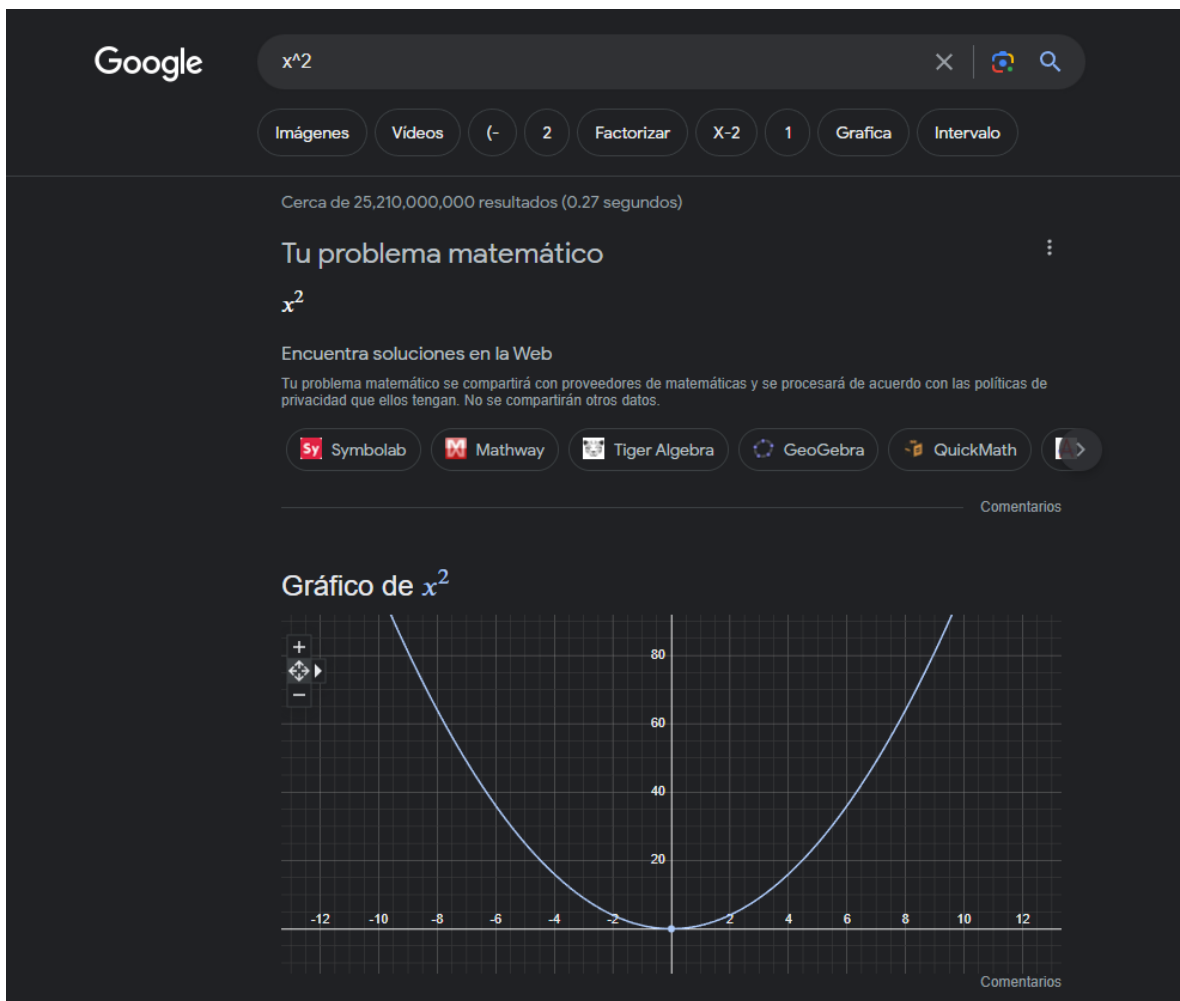 Google
x^2
Imágenes Vídeos (- 2 Factorizar X-2 1 Grafica Intervalo
Cerca de 25,210,000,000 resultados (0.27 segundos)
Tu problema matemático
x²
Encuentra soluciones en la Web
Tu problema matemático se compartirá con proveedores de matemáticas y se procesará de acuerdo con las políticas de
privacidad que ellos tengan. No se compartirán otros datos.
Sy Symbolab Mathway Tiger Algebra GeoGebra QuickMath
Comentarios
Gráfico de x²
80
60
40
20
-12 -10 -8 -6 -4 -2 2 4 6 8 10 12
Comentarios